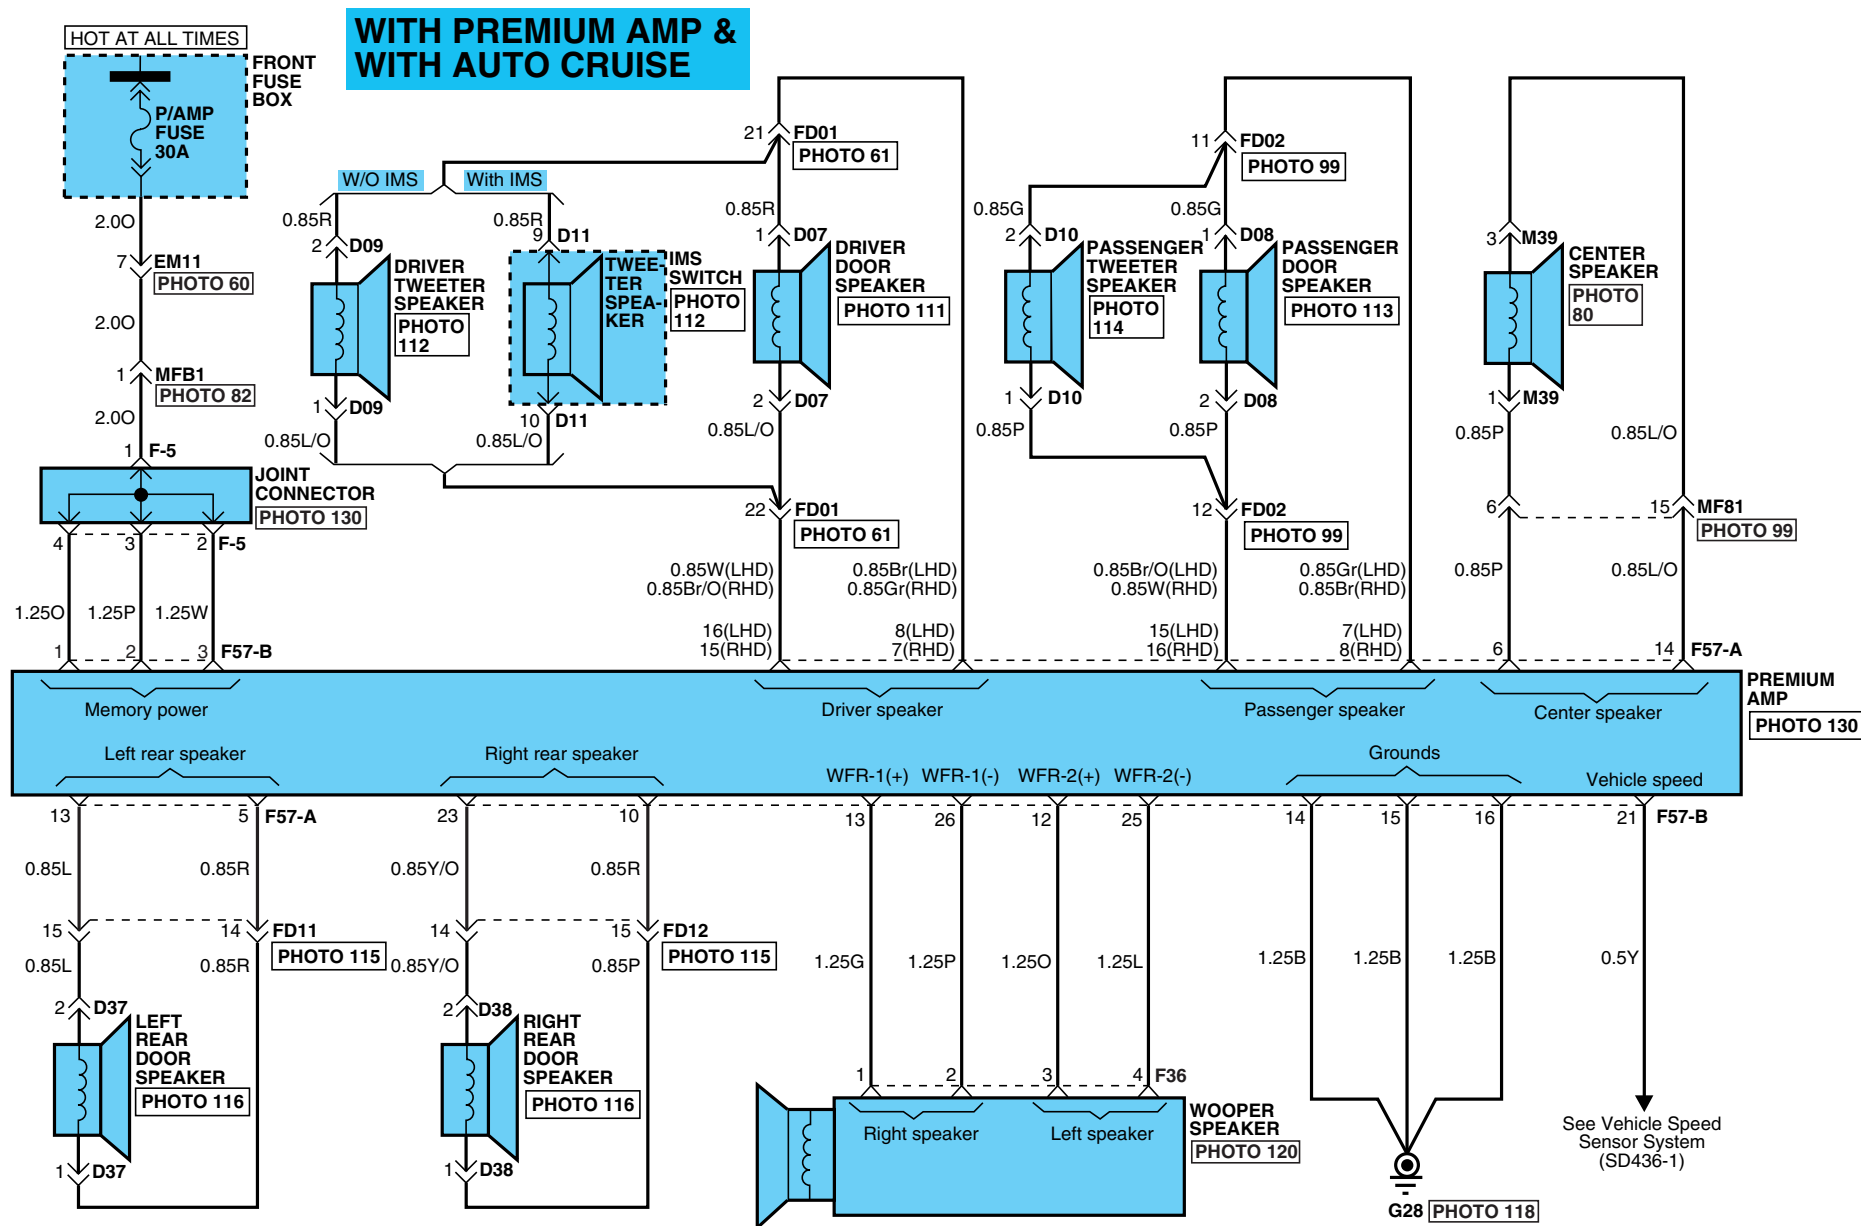 HOT AT ALL TIMES
WITH PREMIUM AMP &
WITH AUTO CRUISE
FRONT
FUSE
BOX
P/AMP
FUSE
30A
2.0O
7 EM11
PHOTO 60
2.0O
1 MFB1
PHOTO 82
2.0O
1 F-5
JOINT
CONNECTOR
PHOTO 130
4 3 2 F-5
1.25O 1.25P 1.25W
1 2 3 F57-B
W/O IMS With IMS
0.85R 0.85R
2 D09
9 D11
DRIVER
TWEETER
SPEAKER
PHOTO
112
TWEE-
TER
SPEA-
KER
IMS
SWITCH
PHOTO
112
1 D09
10 D11
0.85L/O 0.85L/O
21 FD01
PHOTO 61
0.85R
1 D07
DRIVER
DOOR
SPEAKER
PHOTO 111
2 D07
0.85L/O
22 FD01
PHOTO 61
0.85W(LHD)
0.85Br/O(RHD)
0.85Br(LHD)
0.85Gr(RHD)
16(LHD)
15(RHD)
8(LHD)
7(RHD)
11 FD02
PHOTO 99
0.85G 0.85G
2 D10
1 D08
PASSENGER
TWEETER
SPEAKER
PHOTO
114
PASSENGER
DOOR
SPEAKER
PHOTO 113
1 D10
2 D08
0.85P 0.85P
12 FD02
PHOTO 99
0.85Br/O(LHD)
0.85W(RHD)
0.85Gr(LHD)
0.85Br(RHD)
15(LHD)
16(RHD)
7(LHD)
8(RHD)
3 M39
CENTER
SPEAKER
PHOTO
80
1 M39
0.85P 0.85L/O
6 15 MF81
PHOTO 99
0.85P 0.85L/O
6 14 F57-A
PREMIUM
AMP
PHOTO 130
Memory power
Driver speaker
Passenger speaker
Center speaker
Left rear speaker
Right rear speaker
WFR-1(+) WFR-1(-) WFR-2(+) WFR-2(-)
Grounds
Vehicle speed
13 5 F57-A
23 10
13 26 12 25
14 15 16
21 F57-B
0.85L 0.85R 0.85Y/O 0.85R
15 14 FD11
PHOTO 115
14 15 FD12
PHOTO 115
0.85L 0.85R 0.85Y/O 0.85P
1.25G 1.25P 1.25O 1.25L
1.25B 1.25B 1.25B 0.5Y
2 D37
LEFT
REAR
DOOR
SPEAKER
PHOTO 116
1 D37
2 D38
RIGHT
REAR
DOOR
SPEAKER
PHOTO 116
1 D38
1 2 3 4 F36
Right speaker Left speaker
WOOPER
SPEAKER
PHOTO 120
See Vehicle Speed
Sensor System
(SD436-1)
G28 PHOTO 118